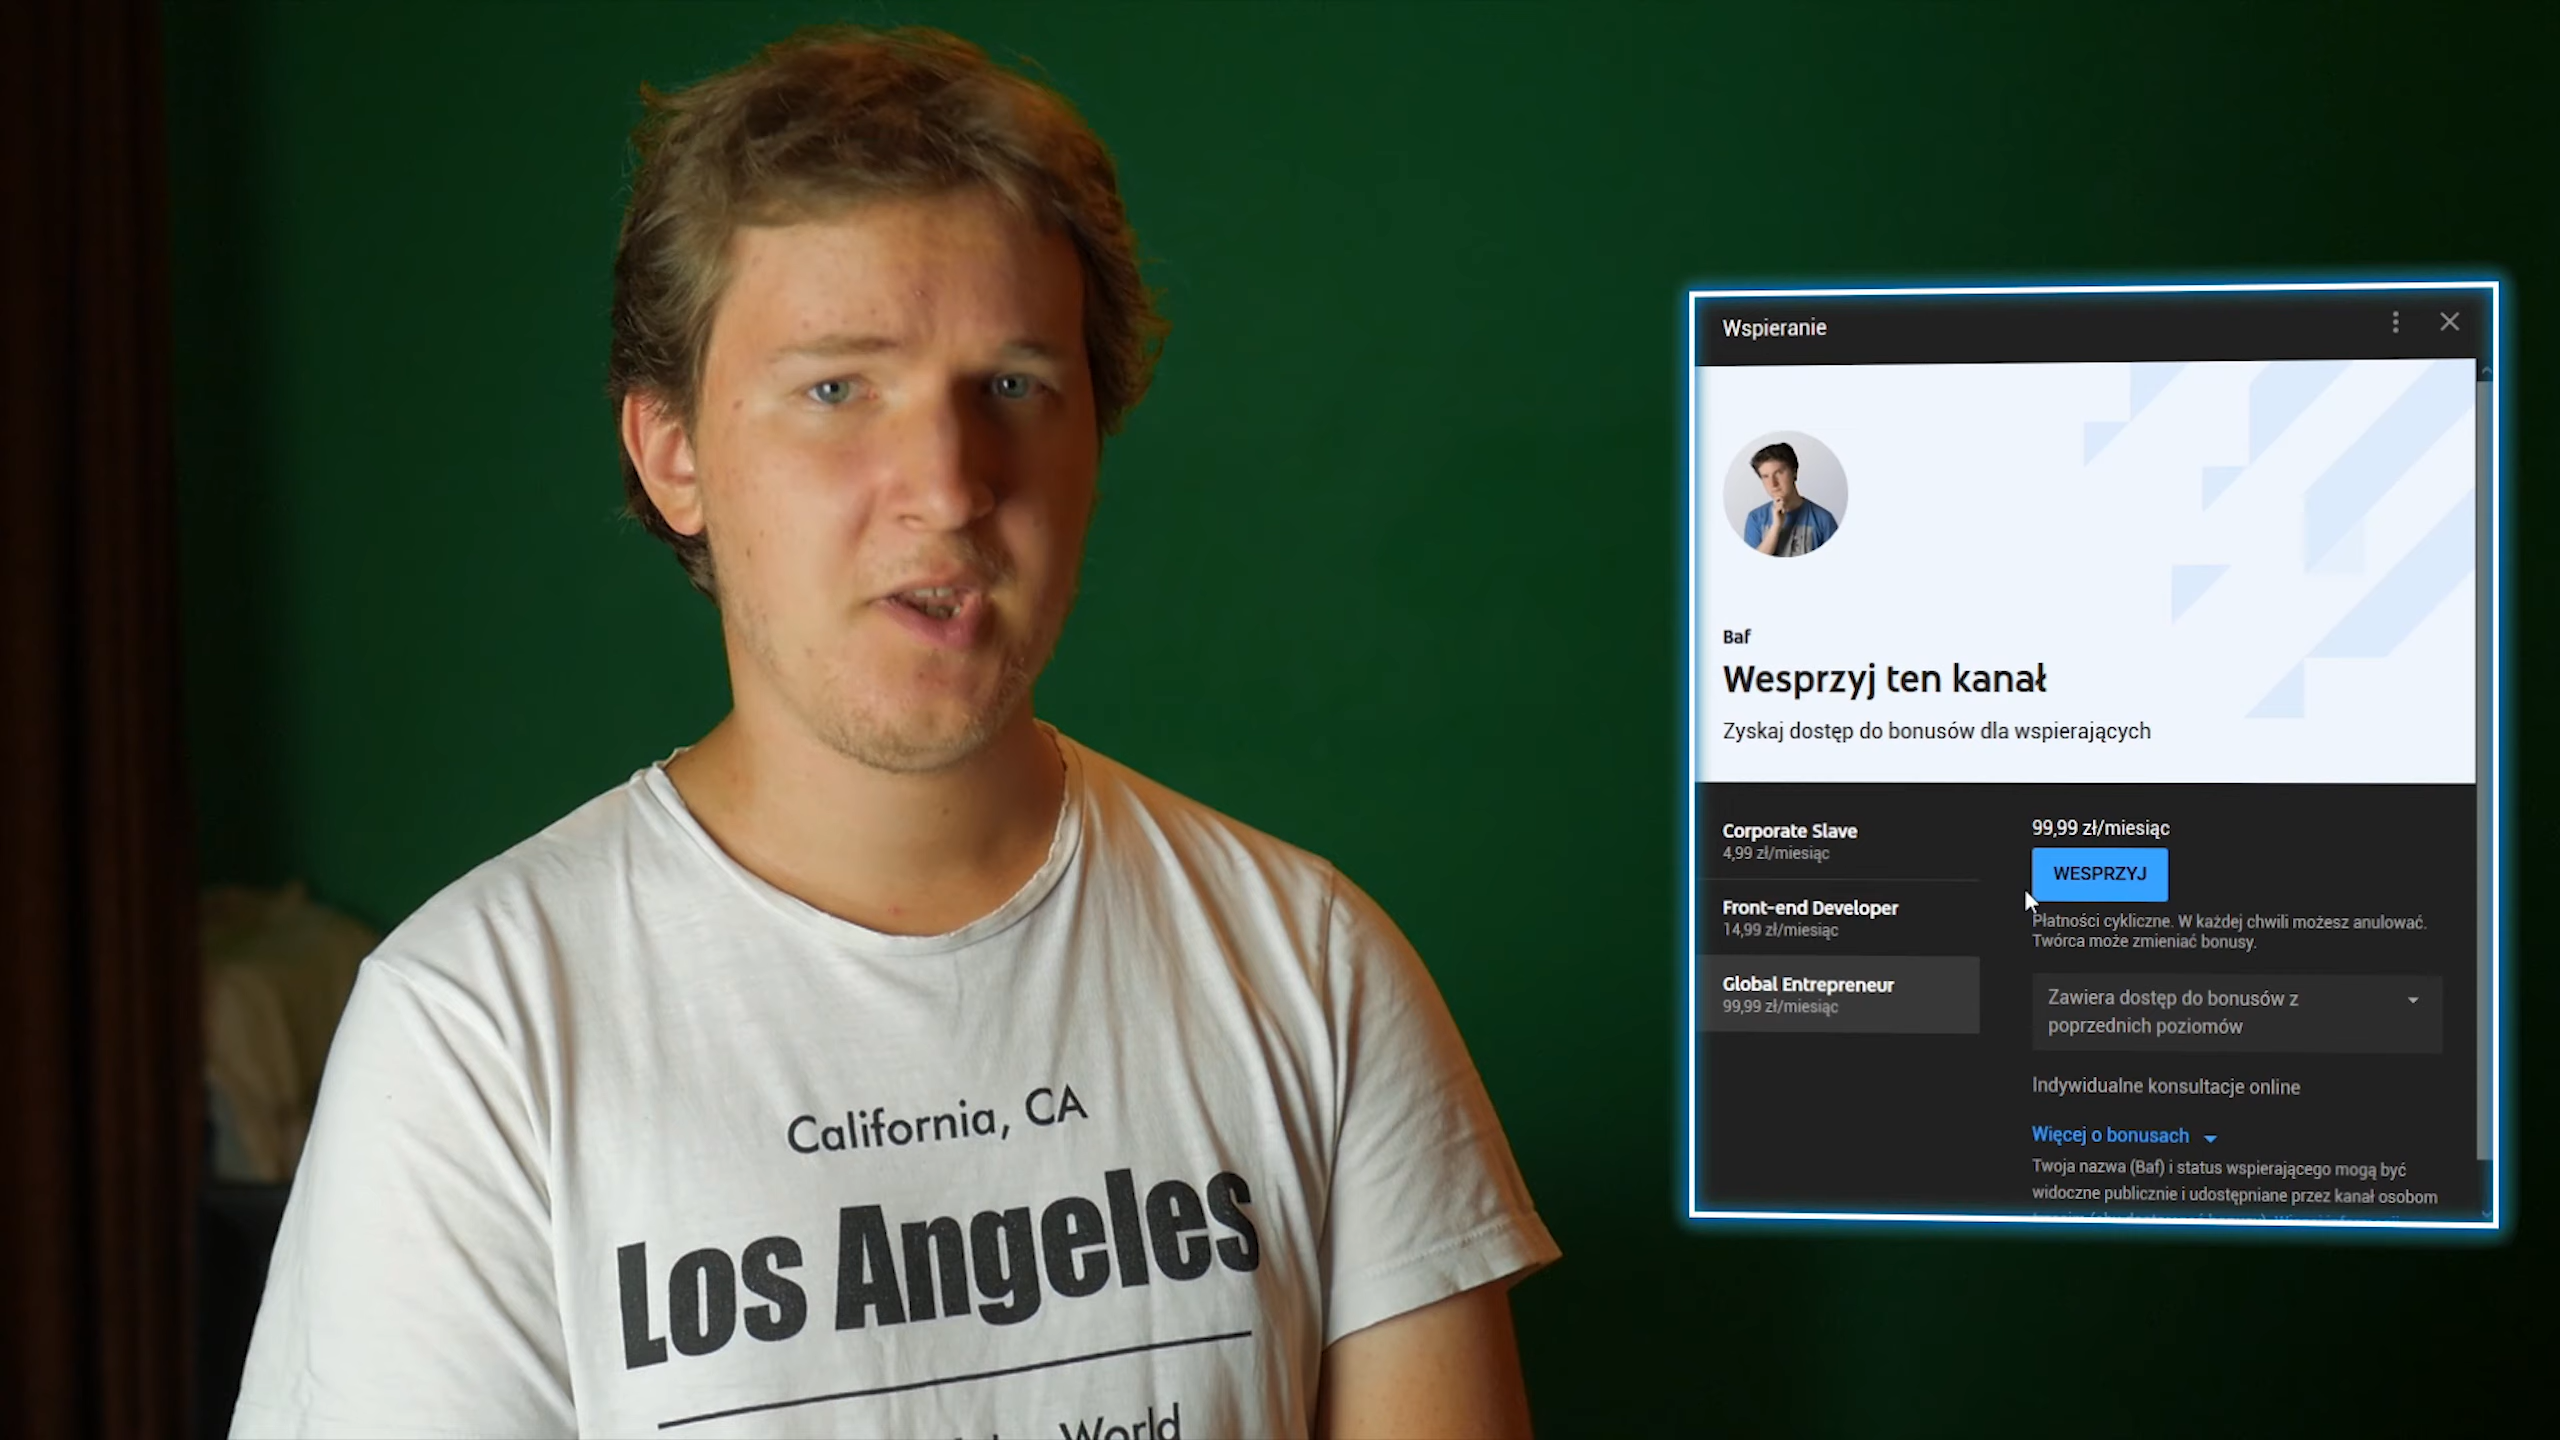 California, CA
Los Angeles
World
Wspieranie
Baf
Wesprzyj ten kanał
Zyskaj dostęp do bonusów dla wspierających
Corporate Slave
4,99 zł/miesiąc
Front-end Developer
14,99 zł/miesiąc
Global Entrepreneur
99,99 zł/miesiąc
99,99 zł/miesiąc
WESPRZYJ
Płatności cykliczne. W każdej chwili możesz anulować.
Twórca może zmieniać bonusy.
Zawiera dostęp do bonusów z
poprzednich poziomów
Indywidualne konsultacje online
Więcej o bonusach
Twoja nazwa (Baf) i status wspierającego mogą być
widoczne publicznie i udostępniane przez kanał osobom